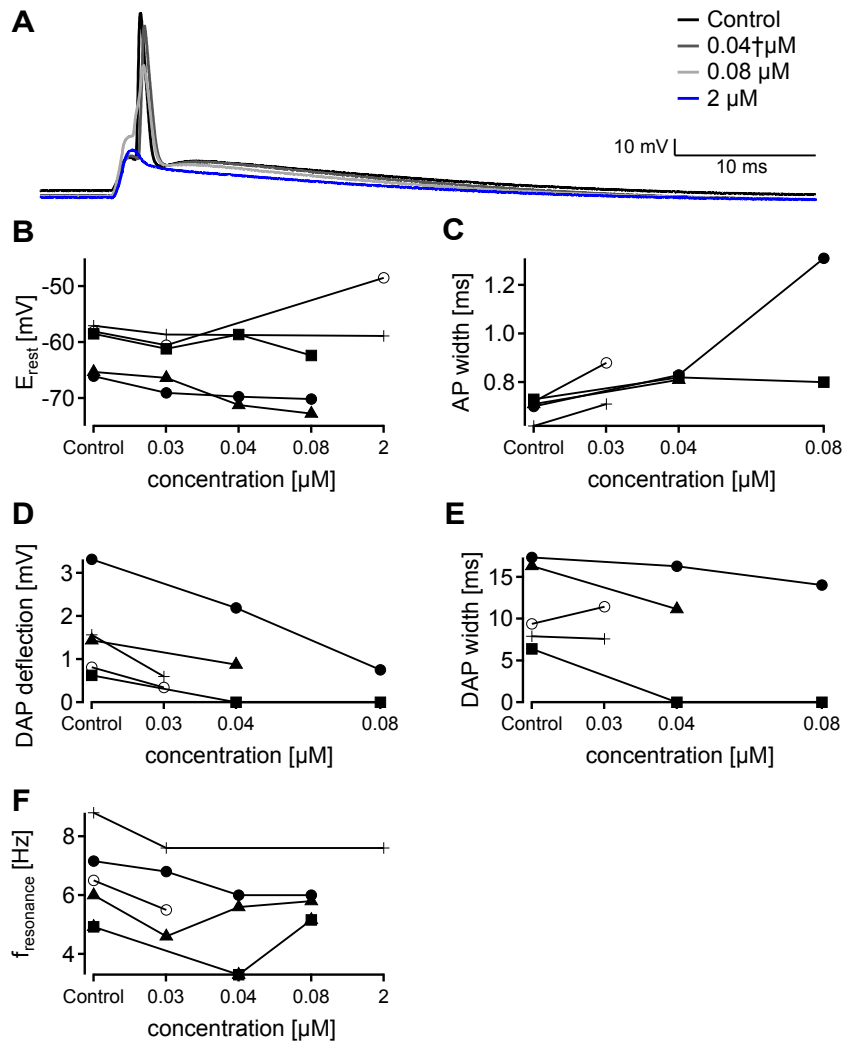 A
Control
0.04†µM
0.08 µM
2 µM
10 mV
10 ms
B
E_rest [mV]
-50
-60
-70
Control
0.03
0.04
0.08
2
concentration [µM]
C
AP width [ms]
1.2
1.0
0.8
Control
0.03
0.04
0.08
concentration [µM]
D
DAP deflection [mV]
3
2
1
0
Control
0.03
0.04
0.08
concentration [µM]
E
DAP width [ms]
15
10
5
0
Control
0.03
0.04
0.08
concentration [µM]
F
f_resonance [Hz]
8
6
4
Control
0.03
0.04
0.08
2
concentration [µM]